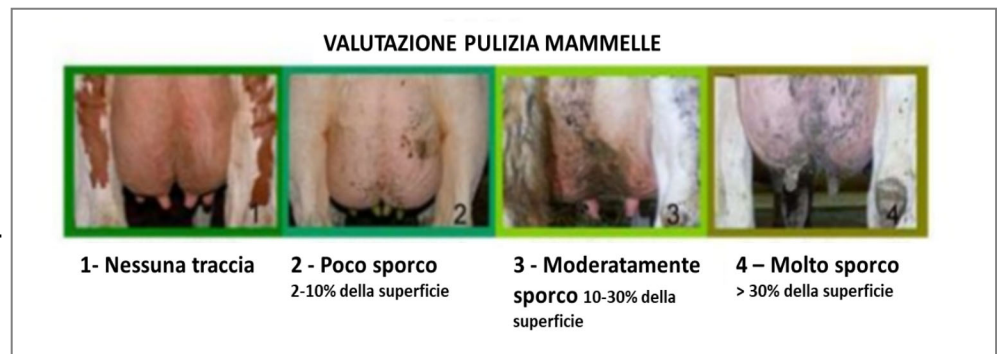 VALUTAZIONE PULIZIA MAMMELLE
1
2
3
4
1- Nessuna traccia
2 - Poco sporco
2-10% della superficie
3 - Moderatamente
sporco 10-30% della
superficie
4 – Molto sporco
> 30% della superficie